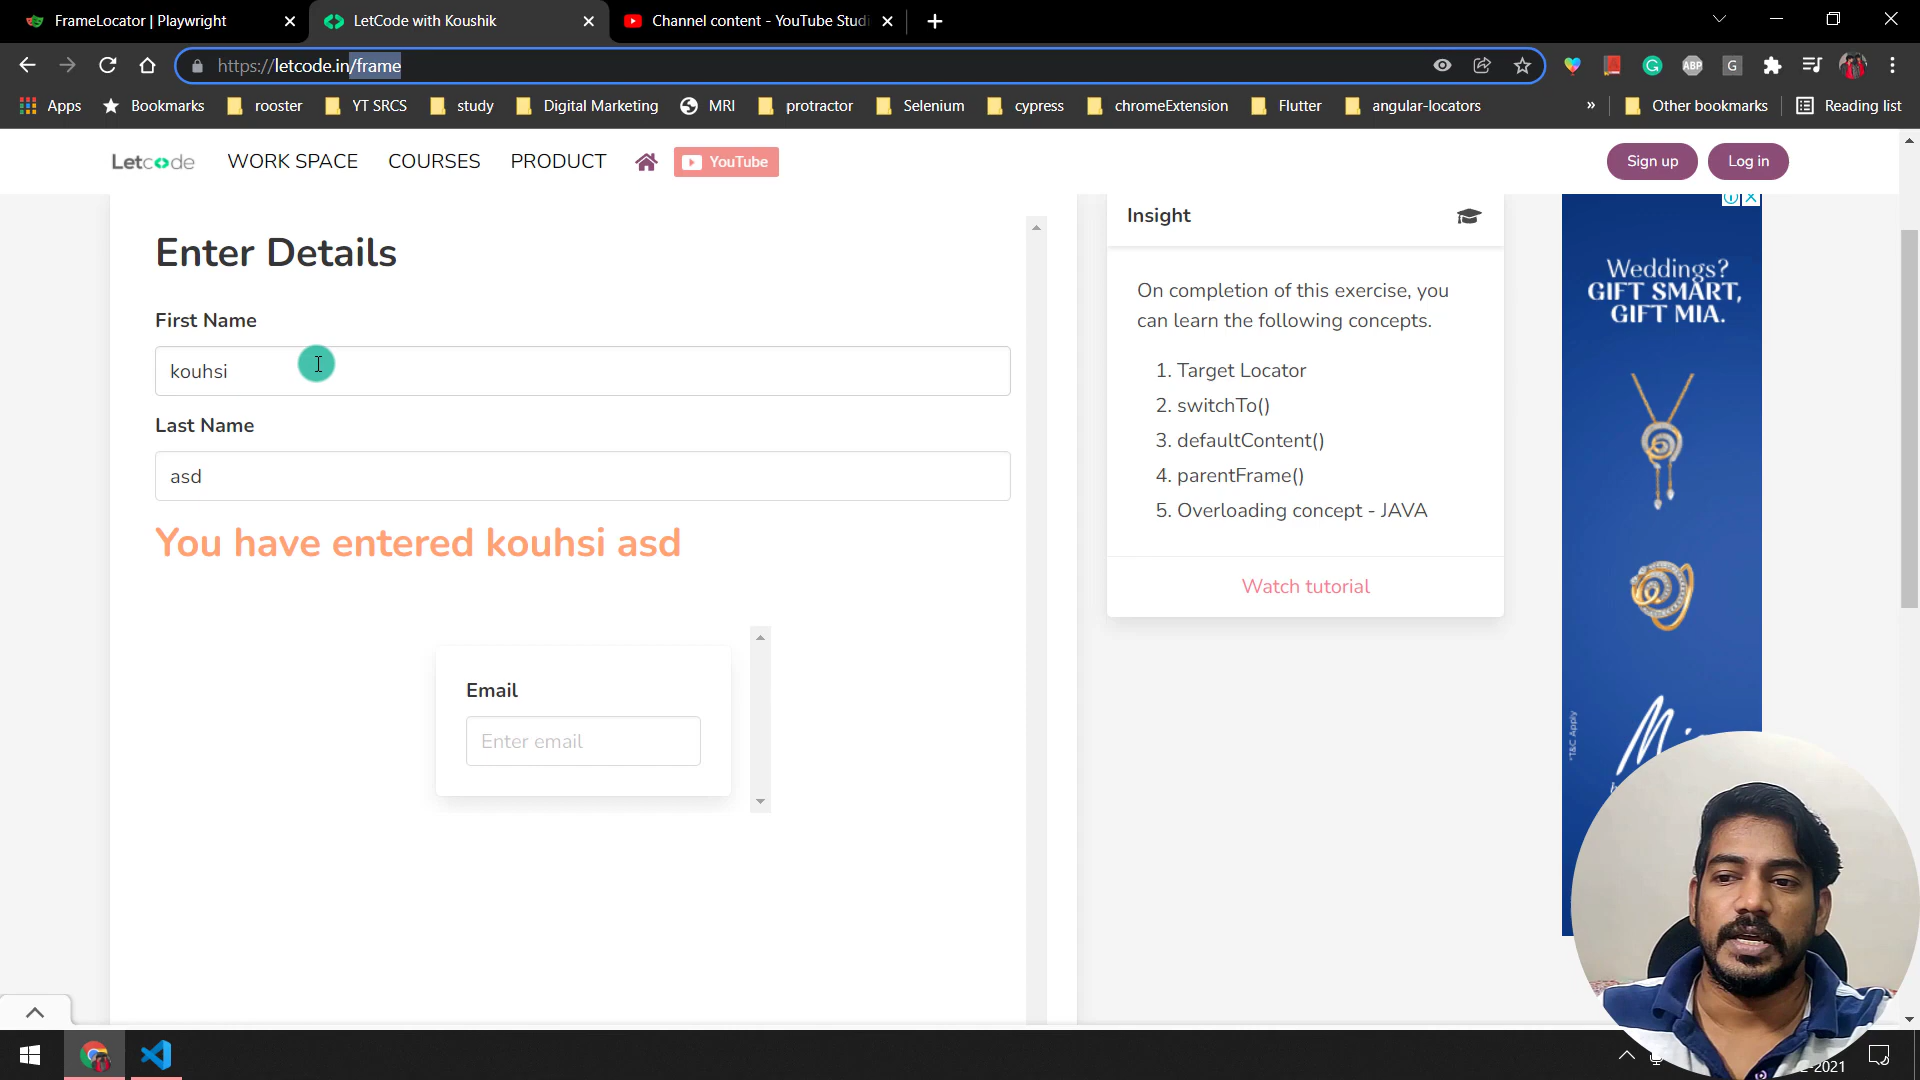 FrameLocator | Playwright
LetCode with Koushik
Channel content - YouTube Studi
https://letcode.in/frame
Apps
Bookmarks
rooster
YT SRCS
study
Digital Marketing
MRI
protractor
Selenium
cypress
chromeExtension
Flutter
angular-locators
»
Other bookmarks
Reading list
Letcode
WORK SPACE
COURSES
PRODUCT
YouTube
Sign up
Log in
Enter Details
First Name
kouhsi
Last Name
asd
You have entered kouhsi asd
Email
Enter email
Insight
On completion of this exercise, you
can learn the following concepts.
1. Target Locator
2. switchTo()
3. defaultContent()
4. parentFrame()
5. Overloading concept - JAVA
Watch tutorial
Weddings?
GIFT SMART,
GIFT MIA.
*T&C Apply
ABP
G